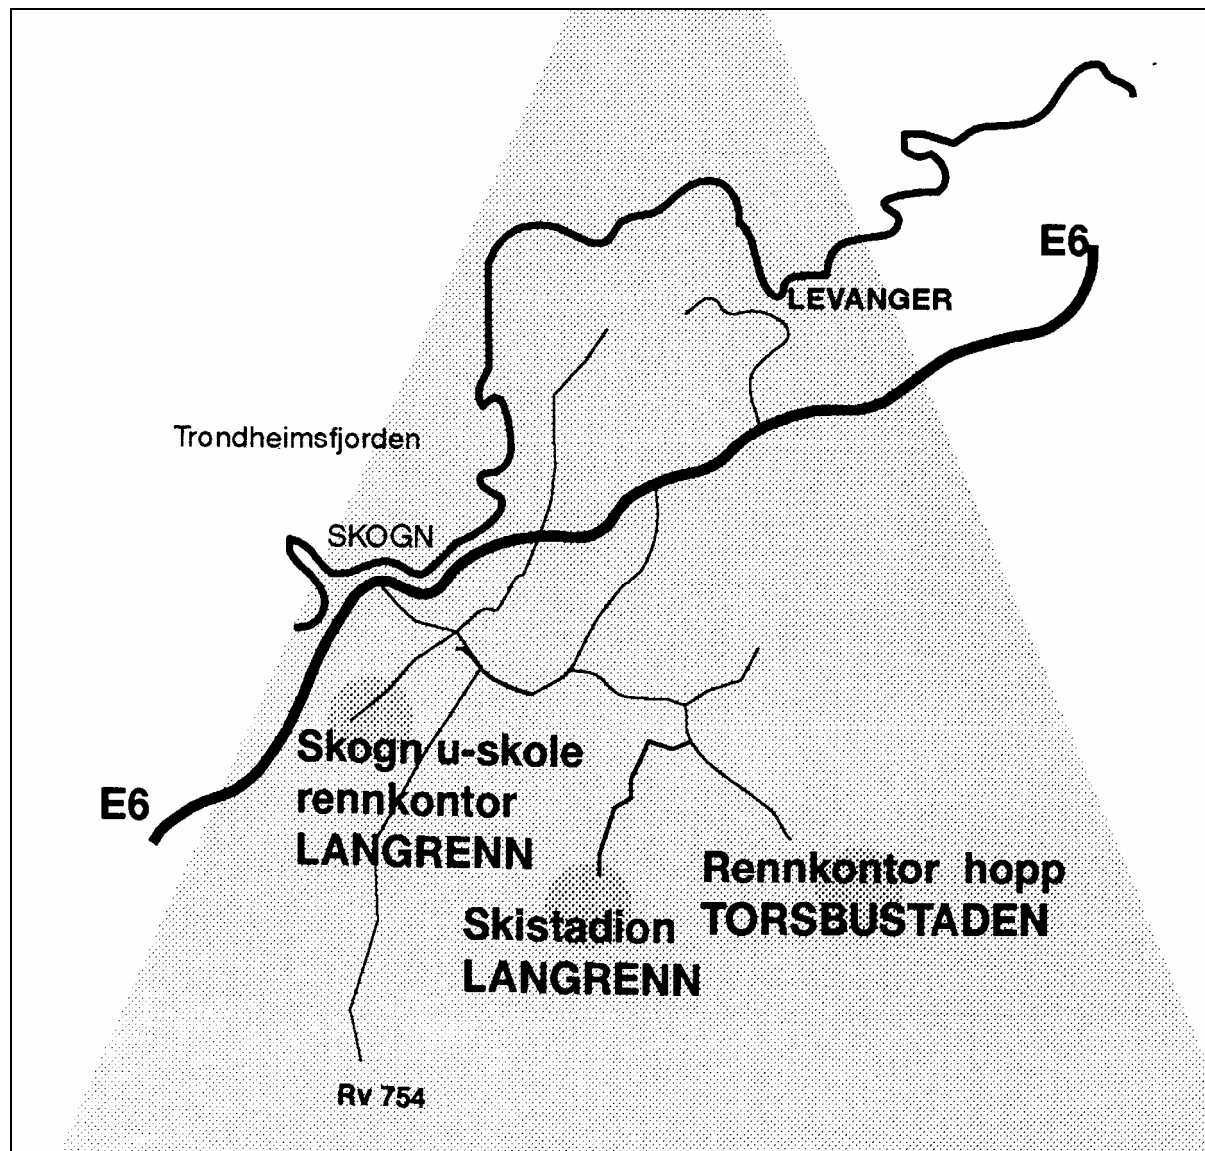 E6
LEVANGER
Trondheimsfjorden
SKOGN
Skogn u-skole
rennkontor
LANGRENN
E6
Rennkontor hopp
TORSBUSTADEN
Skistadion
LANGRENN
Rv 754